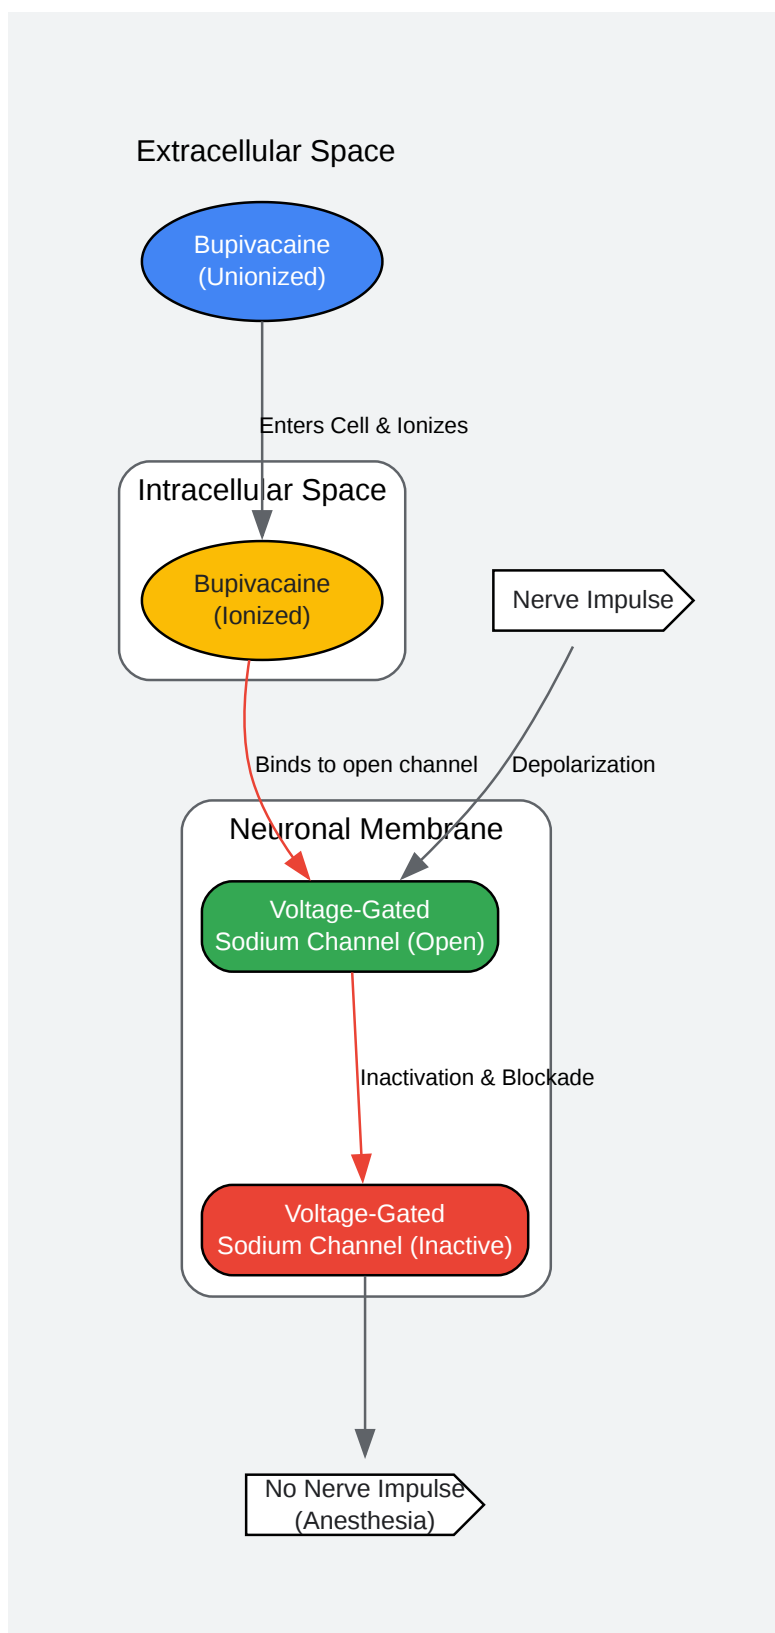 Extracellular Space
Bupivacaine
(Unionized)
Enters Cell & Ionizes
Intracellular Space
Bupivacaine
(Ionized)
Nerve Impulse
Binds to open channel
Depolarization
Neuronal Membrane
Voltage-Gated
Sodium Channel (Open)
Inactivation & Blockade
Voltage-Gated
Sodium Channel (Inactive)
No Nerve Impulse
(Anesthesia)